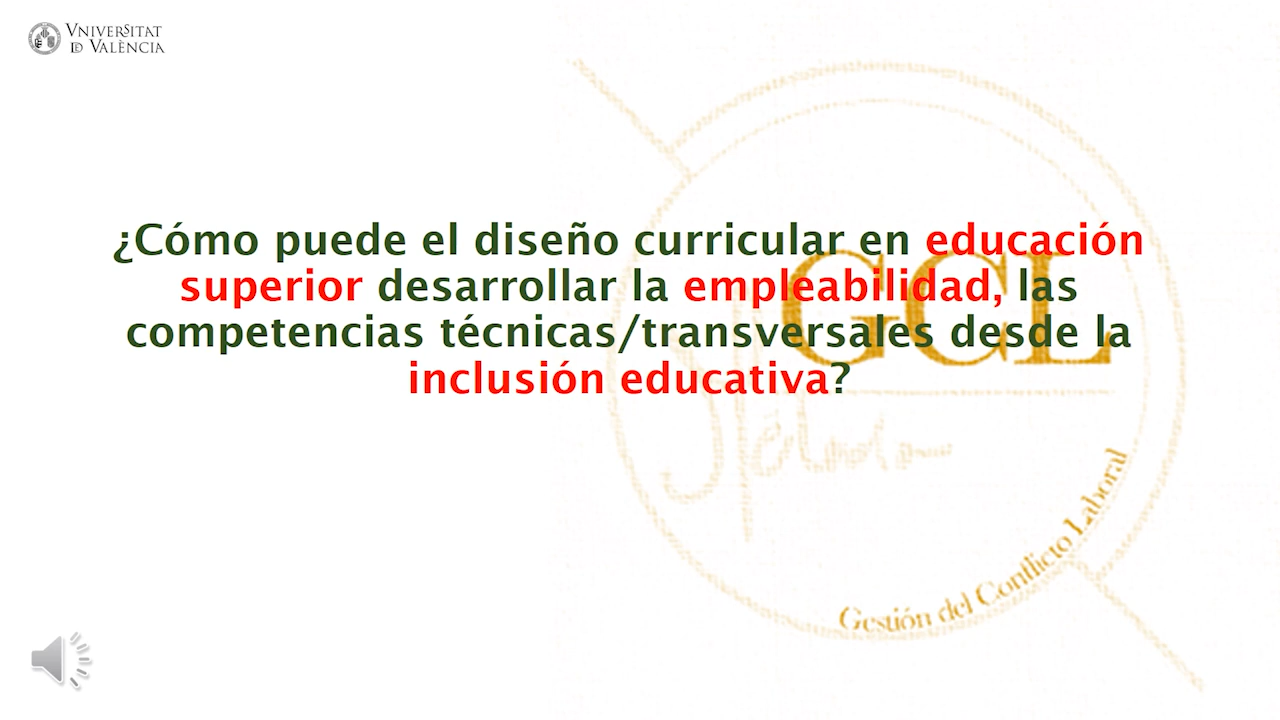 VNIVERSITAT
DE VALÈNCIA
¿Cómo puede el diseño curricular en educación
superior desarrollar la empleabilidad, las
competencias técnicas/transversales desde la
inclusión educativa?
GCL
Gestión del Conflicto Laboral